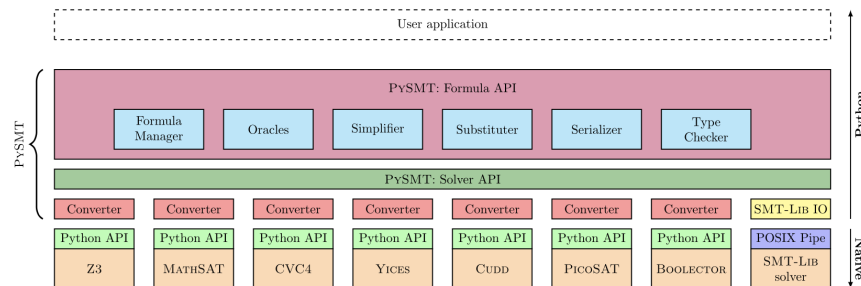 User application
PYSMT: Formula API
Formula
Manager
Oracles
Simplifier
Substituter
Serializer
Type
Checker
PYSMT
Python
PYSMT: Solver API
Converter Converter Converter Converter Converter Converter Converter SMT-LIB IO
Python API Python API Python API Python API Python API Python API Python API POSIX Pipe
Z3 MATHSAT CVC4 YICES CUDD PICOSAT BOOLECTOR SMT-LIB
solver
Native